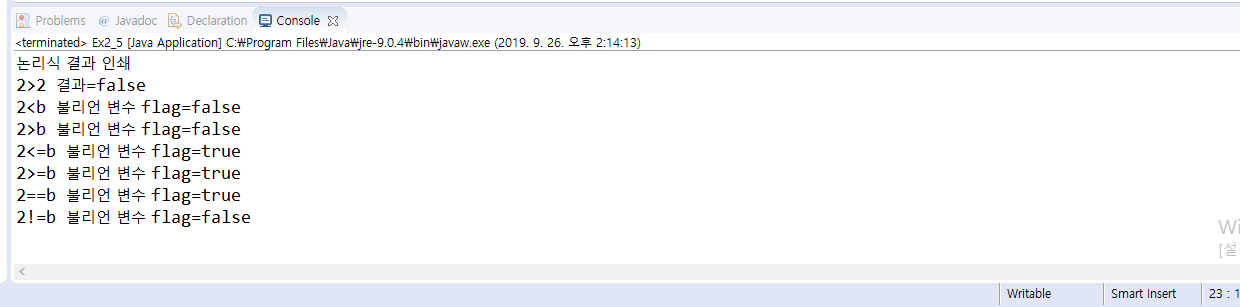 Problems @ Javadoc Declaration Console
<terminated> Ex2_5 [Java Application] C:₩Program Files₩Java₩jre-9.0.4₩bin₩javaw.exe (2019. 9. 26. 오후 2:14:13)
논리식 결과 인쇄
2>2 결과=false
2<b 불리언 변수 flag=false
2>b 불리언 변수 flag=false
2<=b 불리언 변수 flag=true
2>=b 불리언 변수 flag=true
2==b 불리언 변수 flag=true
2!=b 불리언 변수 flag=false
Writable Smart Insert 23 : 1